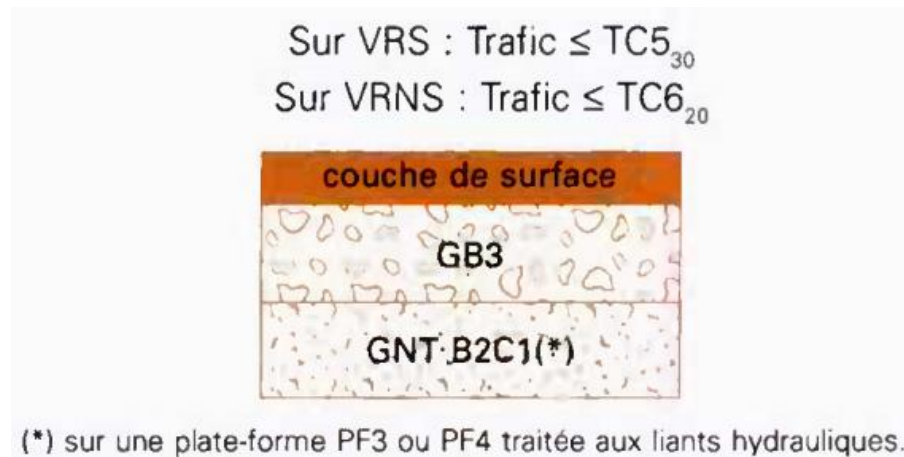 Sur VRS : Trafic ≤ TC5₃₀
Sur VRNS : Trafic ≤ TC6₂₀
couche de surface
GB3
GNT B2C1(*)
(*) sur une plate-forme PF3 ou PF4 traitée aux liants hydrauliques.